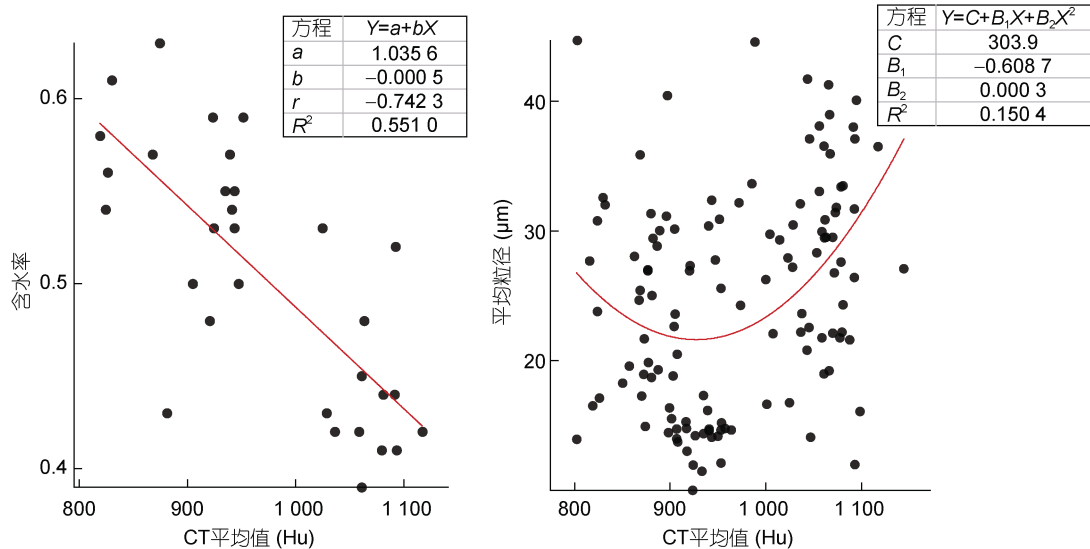 方程 Y=a+bX
a 1.035 6
b −0.000 5
r −0.742 3
R² 0.551 0
0.6
0.5
0.4
含水率
800 900 1 000 1 100
CT平均值 (Hu)
方程 Y=C+B₁X+B₂X²
C 303.9
B₁ −0.608 7
B₂ 0.000 3
R² 0.150 4
40
30
20
平均粒径 (μm)
800 900 1 000 1 100
CT平均值 (Hu)